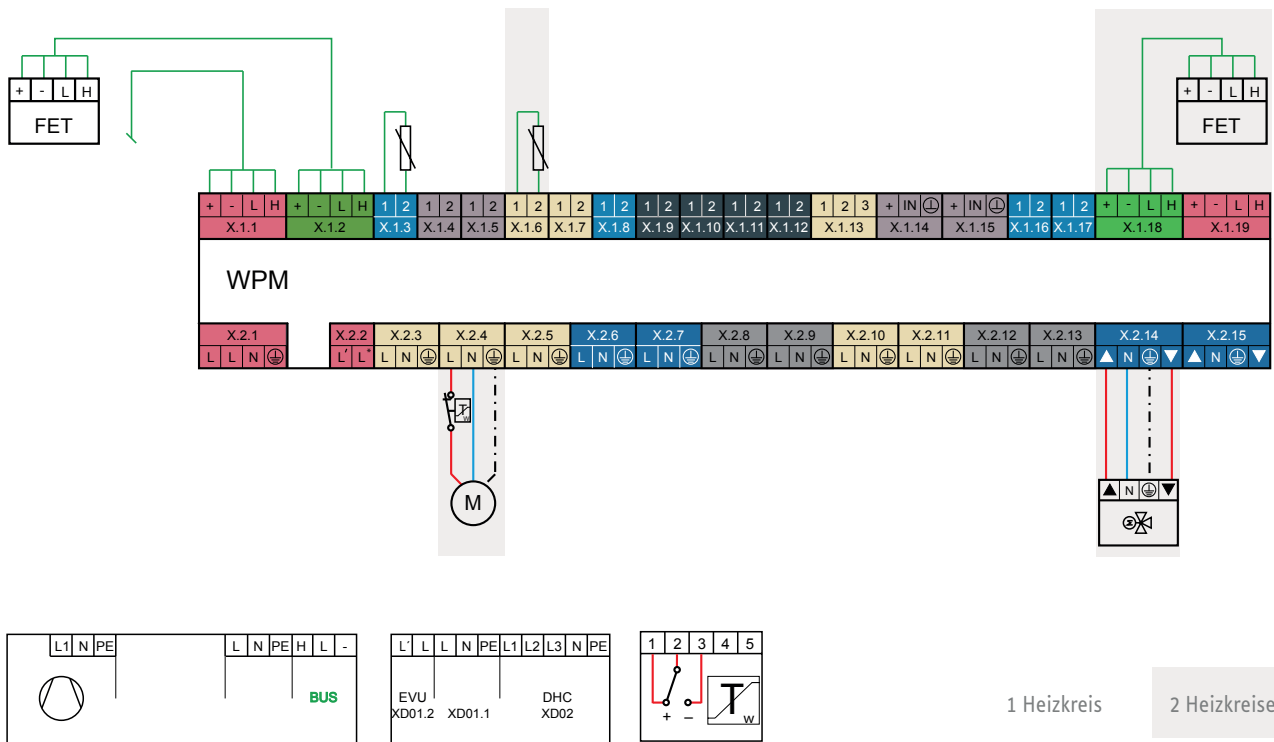 + - L H
FET
+ - L H
FET
+ - L H + - L H 1 2 1 2 1 2 1 2 1 2 1 2 1 2 1 2 1 2 1 2 1 2 3 + IN + IN 1 2 1 2 + - L H + - L H
X.1.1 X.1.2 X.1.3 X.1.4 X.1.5 X.1.6 X.1.7 X.1.8 X.1.9 X.1.10 X.1.11 X.1.12 X.1.13 X.1.14 X.1.15 X.1.16 X.1.17 X.1.18 X.1.19
WPM
X.2.1 X.2.2 X.2.3 X.2.4 X.2.5 X.2.6 X.2.7 X.2.8 X.2.9 X.2.10 X.2.11 X.2.12 X.2.13 X.2.14 X.2.15
L L N L' L* L N L N L N L N L N L N L N L N L N L N L N ▲ N ▼ ▲ N ▼
T W
M
▲ N ▼
M
L1 N PE L N PE H L -
BUS
L' L L N PE L1 L2 L3 N PE
EVU DHC
XD01.2 XD01.1 XD02
1 2 3 4 5
+ - T W
1 Heizkreis 2 Heizkreise